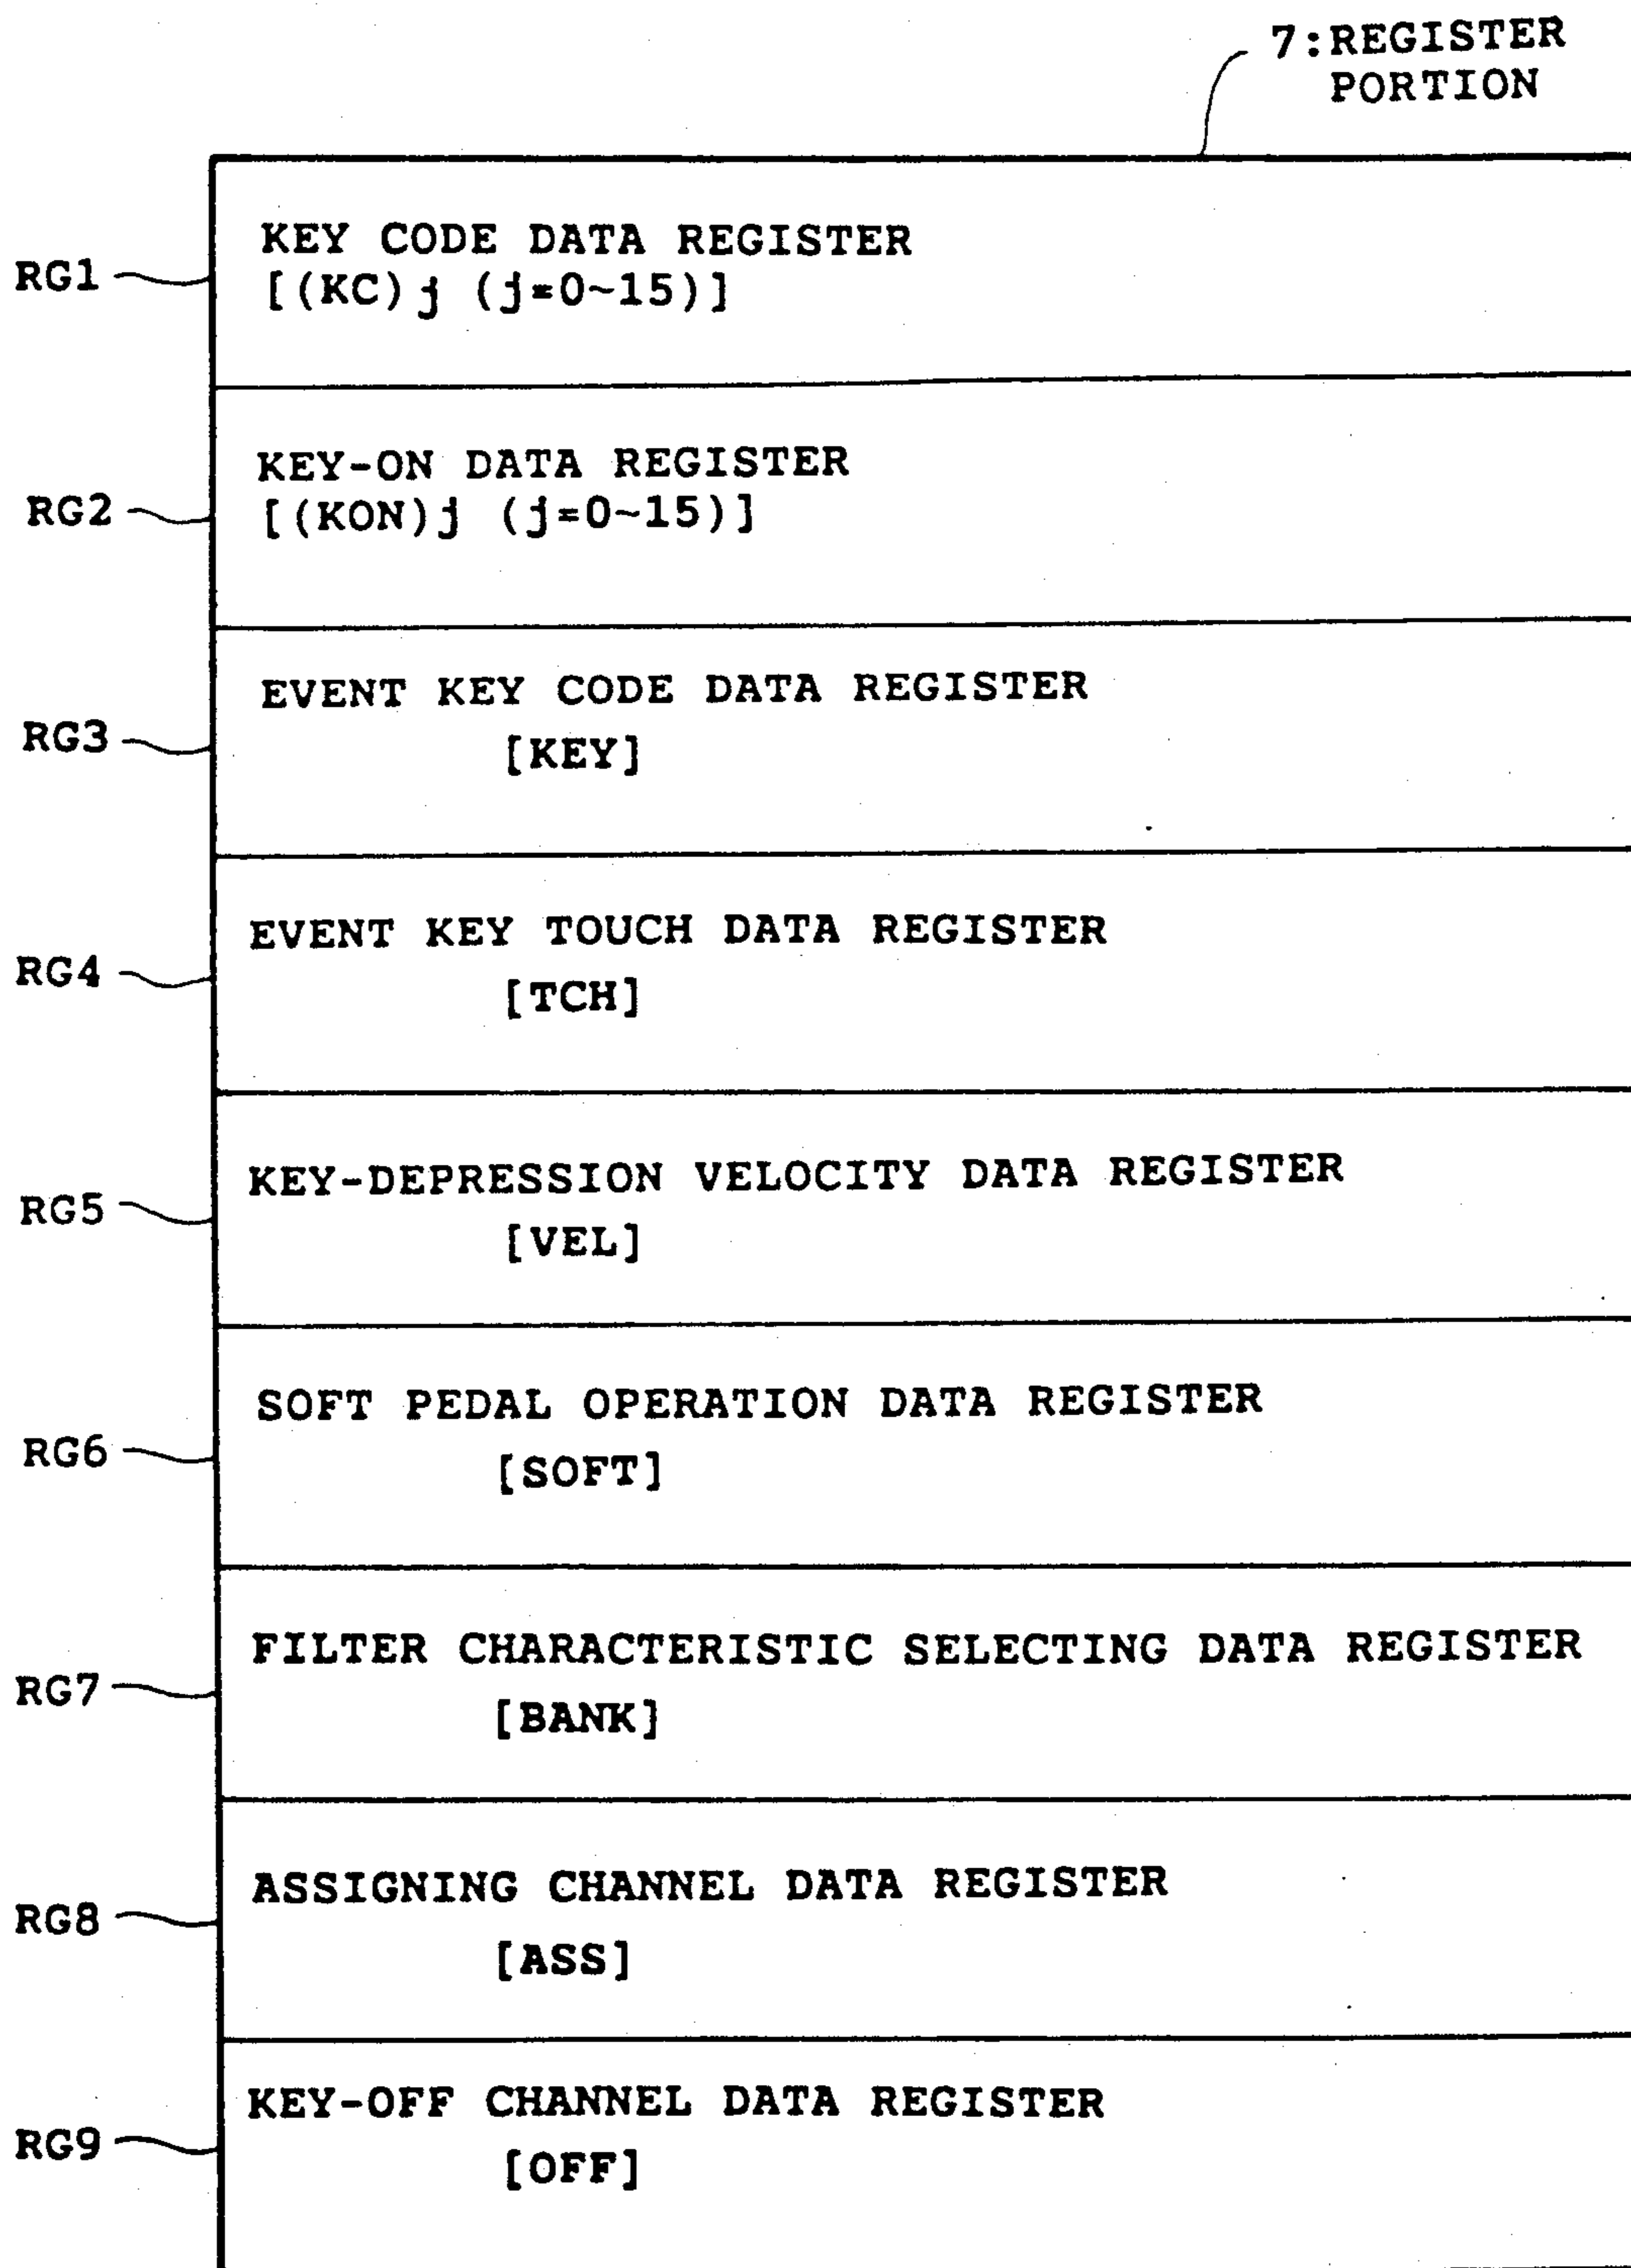 7:REGISTER
PORTION
RG1
KEY CODE DATA REGISTER
[(KC)j (j=0~15)]
RG2
KEY-ON DATA REGISTER
[(KON)j (j=0~15)]
RG3
EVENT KEY CODE DATA REGISTER
[KEY]
RG4
EVENT KEY TOUCH DATA REGISTER
[TCH]
RG5
KEY-DEPRESSION VELOCITY DATA REGISTER
[VEL]
RG6
SOFT PEDAL OPERATION DATA REGISTER
[SOFT]
RG7
FILTER CHARACTERISTIC SELECTING DATA REGISTER
[BANK]
RG8
ASSIGNING CHANNEL DATA REGISTER
[ASS]
RG9
KEY-OFF CHANNEL DATA REGISTER
[OFF]